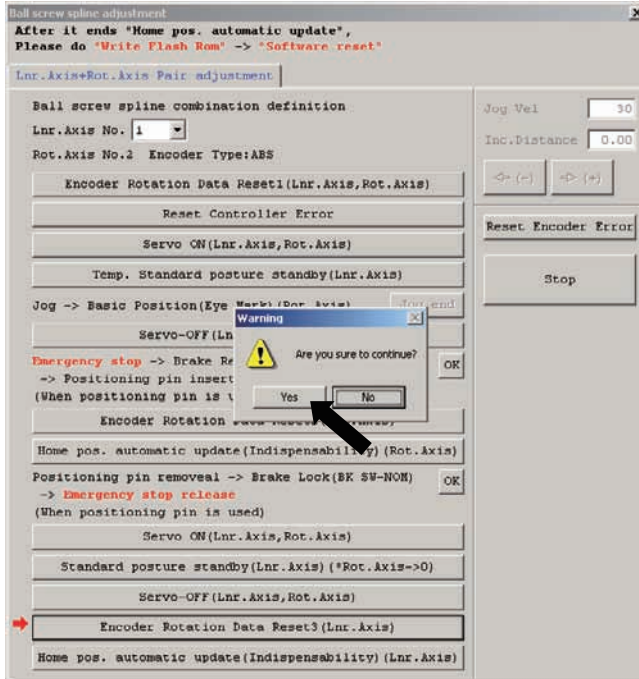 Ball screw spline adjustment
After it ends "Home pos. automatic update",
Please do "Write Flash Rom" -> "Software reset"
Lnr.Axis+Rot.Axis Pair adjustment
Ball screw spline combination definition
Lnr.Axis No. 1
Rot.Axis No.2 Encoder Type:ABS
Encoder Rotation Data Reset1(Lnr.Axis,Rot.Axis)
Reset Controller Error
Servo ON(Lnr.Axis,Rot.Axis)
Temp. Standard posture standby(Lnr.Axis)
Jog -> Basic Position(Eye Mark)(Rot.Axis) Jog end
Servo-OFF(Ln
Emergency stop -> Brake Re
-> Positioning pin insert
(When positioning pin is
OK
Warning
Are you sure to continue?
Yes No
Encoder Rotation
Home pos. automatic update(Indispensability)(Rot.Axis)
Positioning pin removeal -> Brake Lock(BK SW-NOM)
-> Emergency stop release
(When positioning pin is used)
OK
Servo ON(Lnr.Axis,Rot.Axis)
Standard posture standby(Lnr.Axis)(*Rot.Axis->0)
Servo-OFF(Lnr.Axis,Rot.Axis)
Encoder Rotation Data Reset3(Lnr.Axis)
Home pos. automatic update(Indispensability)(Lnr.Axis)
Jog Vel 30
Inc.Distance 0.00
(-) (+)
Reset Encoder Error
Stop